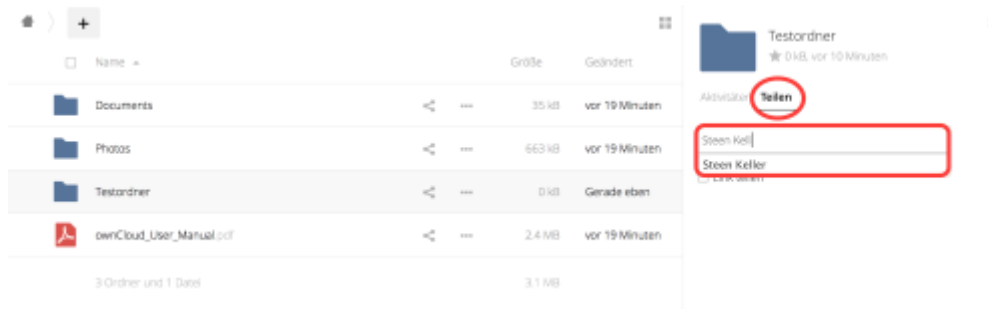 +
Name Größe Geändert
Documents 35 kB vor 19 Minuten
Photos 663 kB vor 19 Minuten
Testordner 0 kB Gerade eben
ownCloud_User_Manual.pdf 2,4 MB vor 19 Minuten
3 Ordner und 1 Datei 3.1 MB
Testordner
0 kB, vor 10 Minuten
Aktivitäten Teilen
Steen Kell
Steen Keller